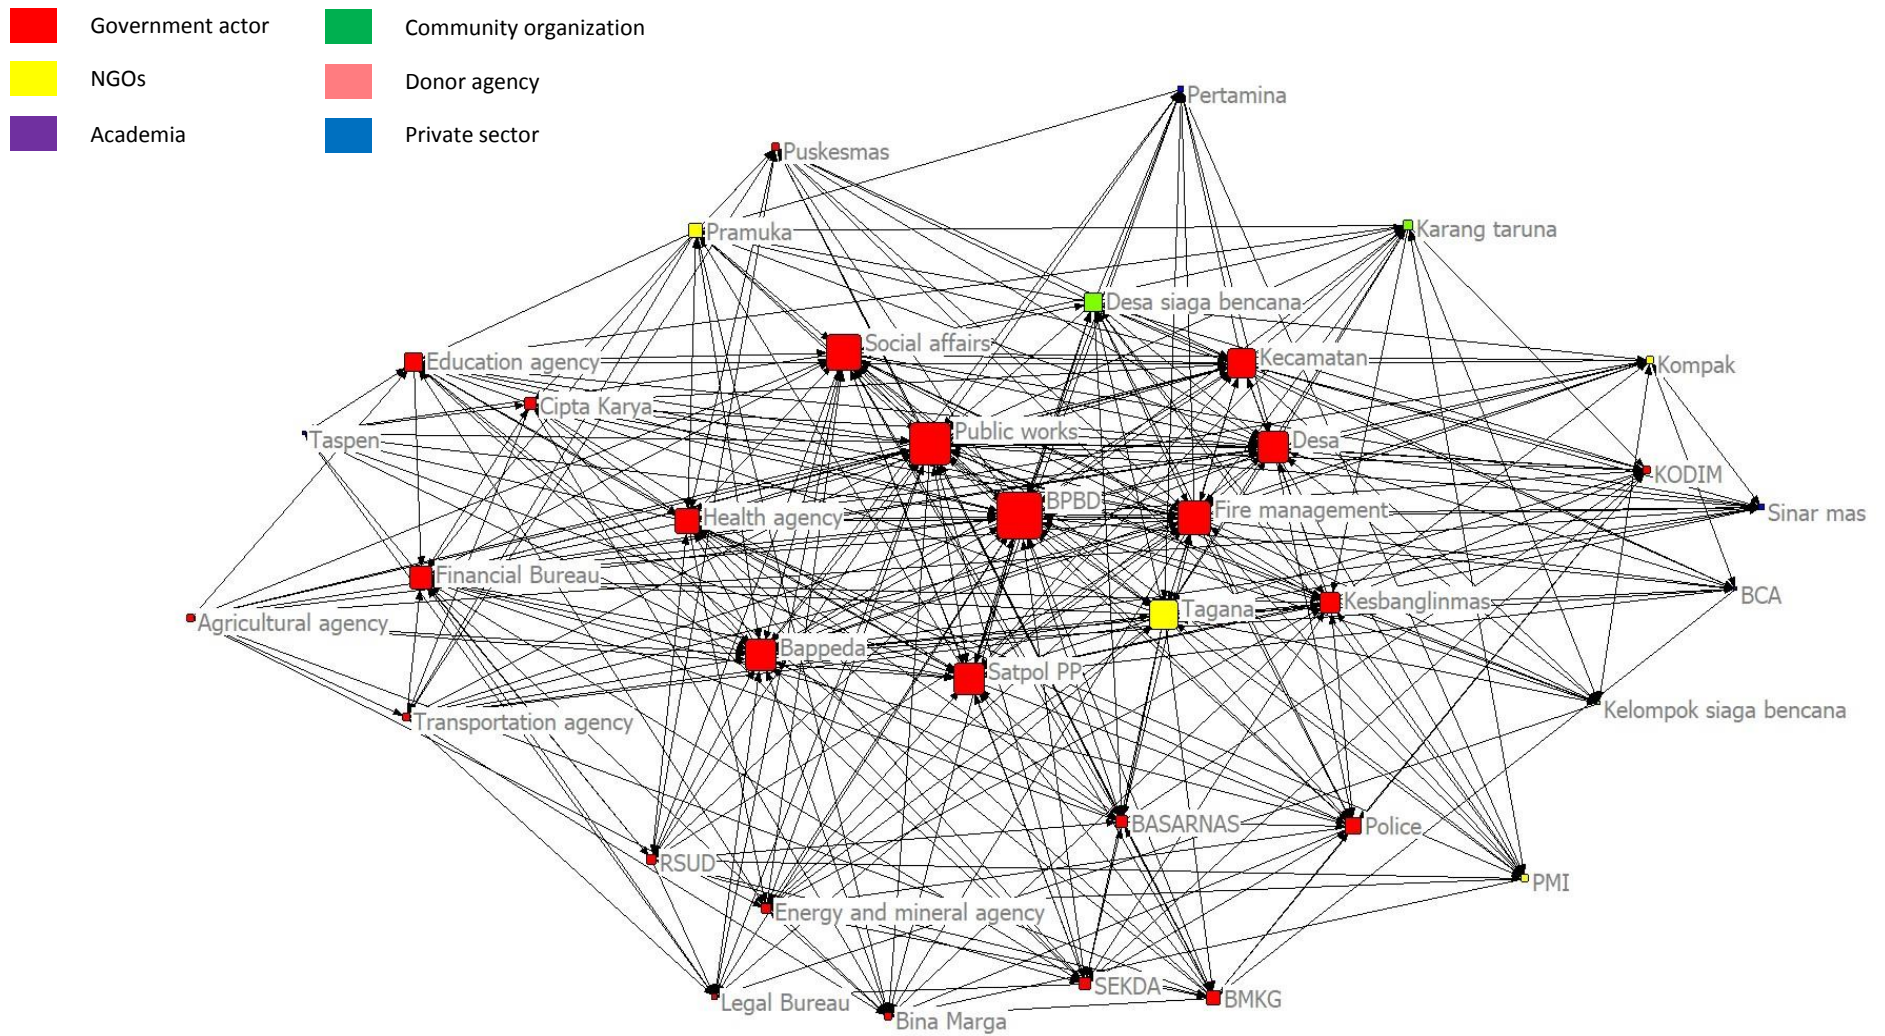 Government actor
Community organization
NGOs
Donor agency
Academia
Private sector
Pertamina
Puskesmas
Pramuka
Karang taruna
Desa siaga bencana
Social affairs
Kecamatan
Education agency
Kompak
Cipta Karya
Public works
Desa
Taspen
KODIM
BPBD
Fire management
Sinar mas
Health agency
Financial Bureau
BCA
Tagana
Kesbanglinmas
Agricultural agency
Bappeda
Satpol PP
Kelompok siaga bencana
Transportation agency
BASARNAS
Police
RSUD
PMI
Energy and mineral agency
SEKDA
BMKG
Legal Bureau
Bina Marga